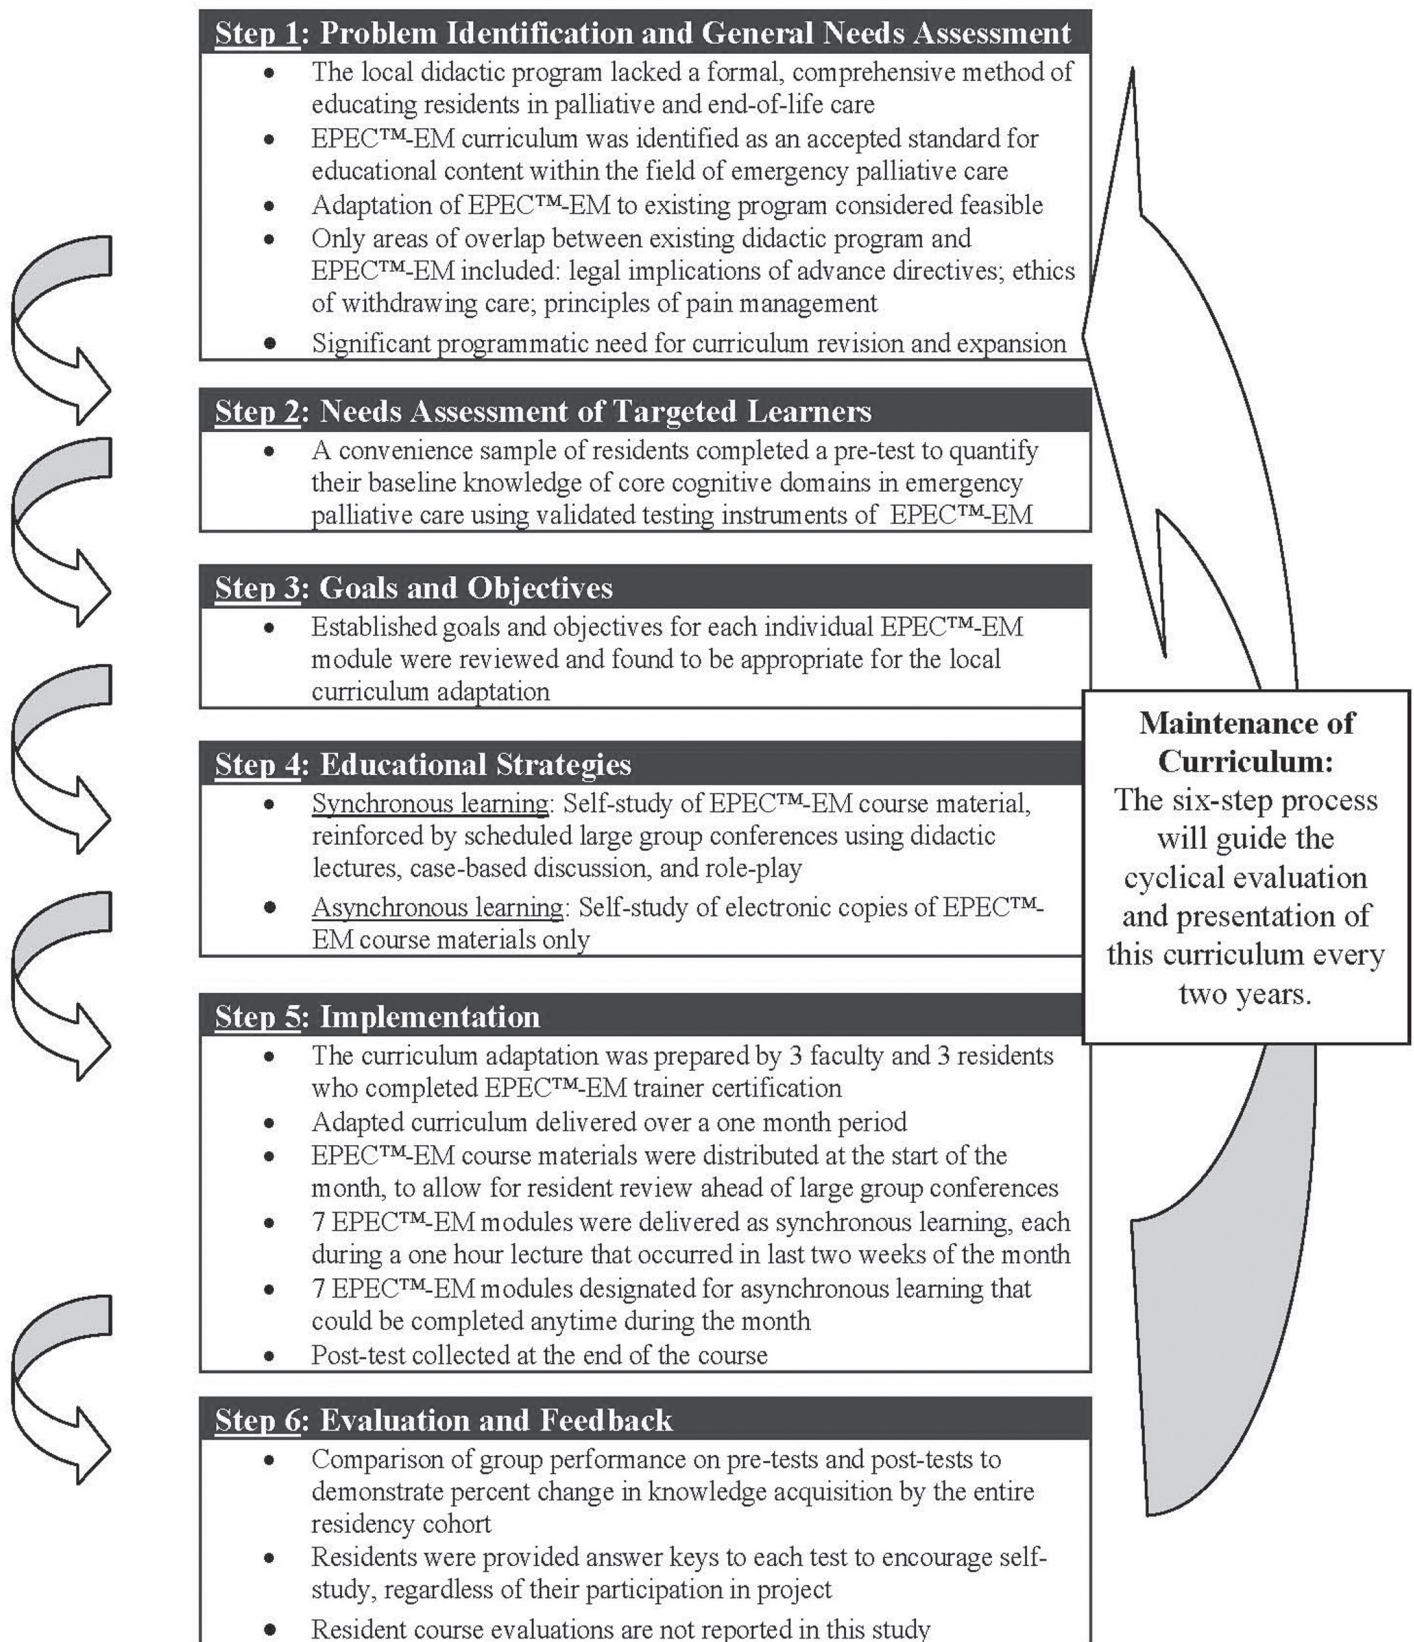 Step 1: Problem Identification and General Needs Assessment
• The local didactic program lacked a formal, comprehensive method of
educating residents in palliative and end-of-life care
• EPEC™-EM curriculum was identified as an accepted standard for
educational content within the field of emergency palliative care
• Adaptation of EPEC™-EM to existing program considered feasible
• Only areas of overlap between existing didactic program and
EPEC™-EM included: legal implications of advance directives; ethics
of withdrawing care; principles of pain management
• Significant programmatic need for curriculum revision and expansion
Step 2: Needs Assessment of Targeted Learners
• A convenience sample of residents completed a pre-test to quantify
their baseline knowledge of core cognitive domains in emergency
palliative care using validated testing instruments of EPEC™-EM
Step 3: Goals and Objectives
• Established goals and objectives for each individual EPEC™-EM
module were reviewed and found to be appropriate for the local
curriculum adaptation
Step 4: Educational Strategies
• Synchronous learning: Self-study of EPEC™-EM course material,
reinforced by scheduled large group conferences using didactic
lectures, case-based discussion, and role-play
• Asynchronous learning: Self-study of electronic copies of EPEC™-
EM course materials only
Step 5: Implementation
• The curriculum adaptation was prepared by 3 faculty and 3 residents
who completed EPEC™-EM trainer certification
• Adapted curriculum delivered over a one month period
• EPEC™-EM course materials were distributed at the start of the
month, to allow for resident review ahead of large group conferences
• 7 EPEC™-EM modules were delivered as synchronous learning, each
during a one hour lecture that occurred in last two weeks of the month
• 7 EPEC™-EM modules designated for asynchronous learning that
could be completed anytime during the month
• Post-test collected at the end of the course
Step 6: Evaluation and Feedback
• Comparison of group performance on pre-tests and post-tests to
demonstrate percent change in knowledge acquisition by the entire
residency cohort
• Residents were provided answer keys to each test to encourage self-
study, regardless of their participation in project
• Resident course evaluations are not reported in this study
Maintenance of
Curriculum:
The six-step process
will guide the
cyclical evaluation
and presentation of
this curriculum every
two years.